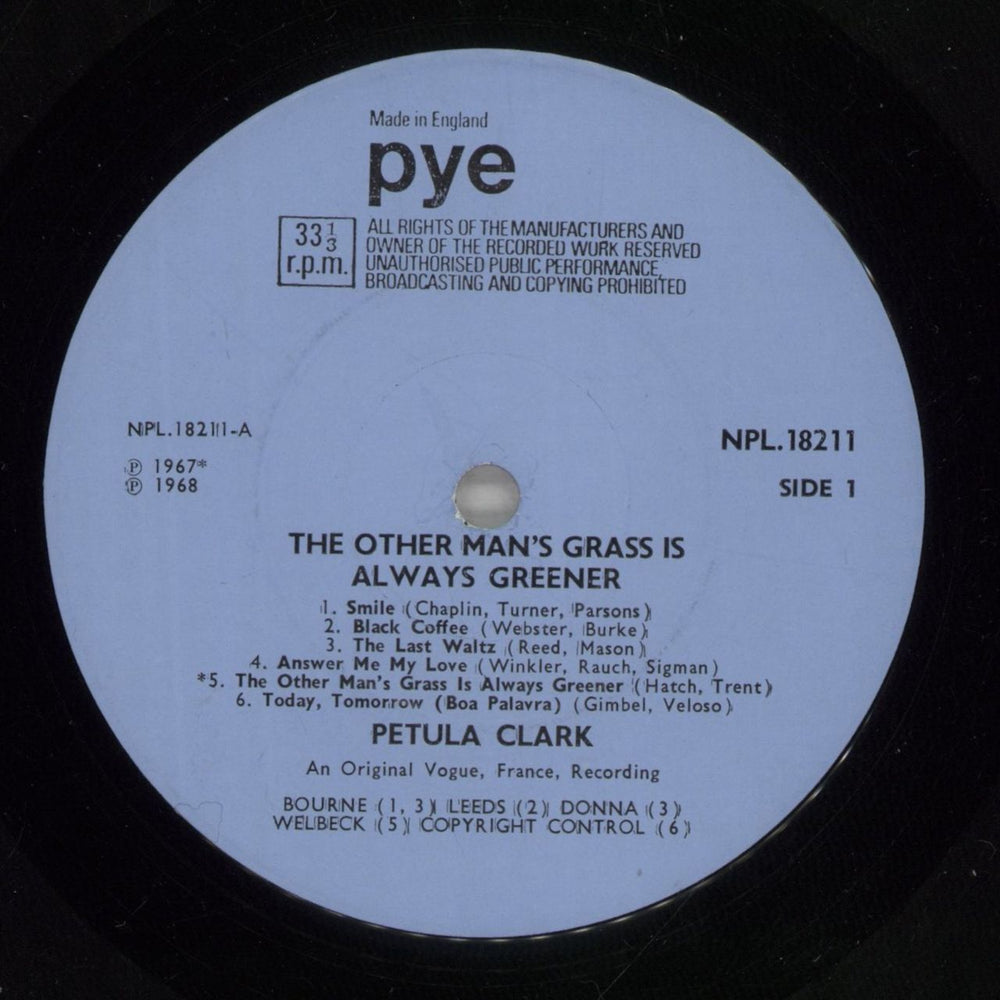 Made in England
pye
33 1/3
r.p.m.
ALL RIGHTS OF THE MANUFACTURERS AND
OWNER OF THE RECORDED WORK RESERVED
UNAUTHORISED PUBLIC PERFORMANCE,
BROADCASTING AND COPYING PROHIBITED
NPL.18211-A
℗ 1967*
℗ 1968
NPL.18211
SIDE 1
THE OTHER MAN'S GRASS IS
ALWAYS GREENER
1. Smile (Chaplin, Turner, Parsons)
2. Black Coffee (Webster, Burke)
3. The Last Waltz (Reed, Mason)
4. Answer Me My Love (Winkler, Rauch, Sigman)
*5. The Other Man's Grass Is Always Greener (Hatch, Trent)
6. Today, Tomorrow (Boa Palavra) (Gimbel, Veloso)
PETULA CLARK
An Original Vogue, France, Recording
BOURNE (1, 3) LEEDS (2) DONNA (3)
WELBECK (5) COPYRIGHT CONTROL (6)